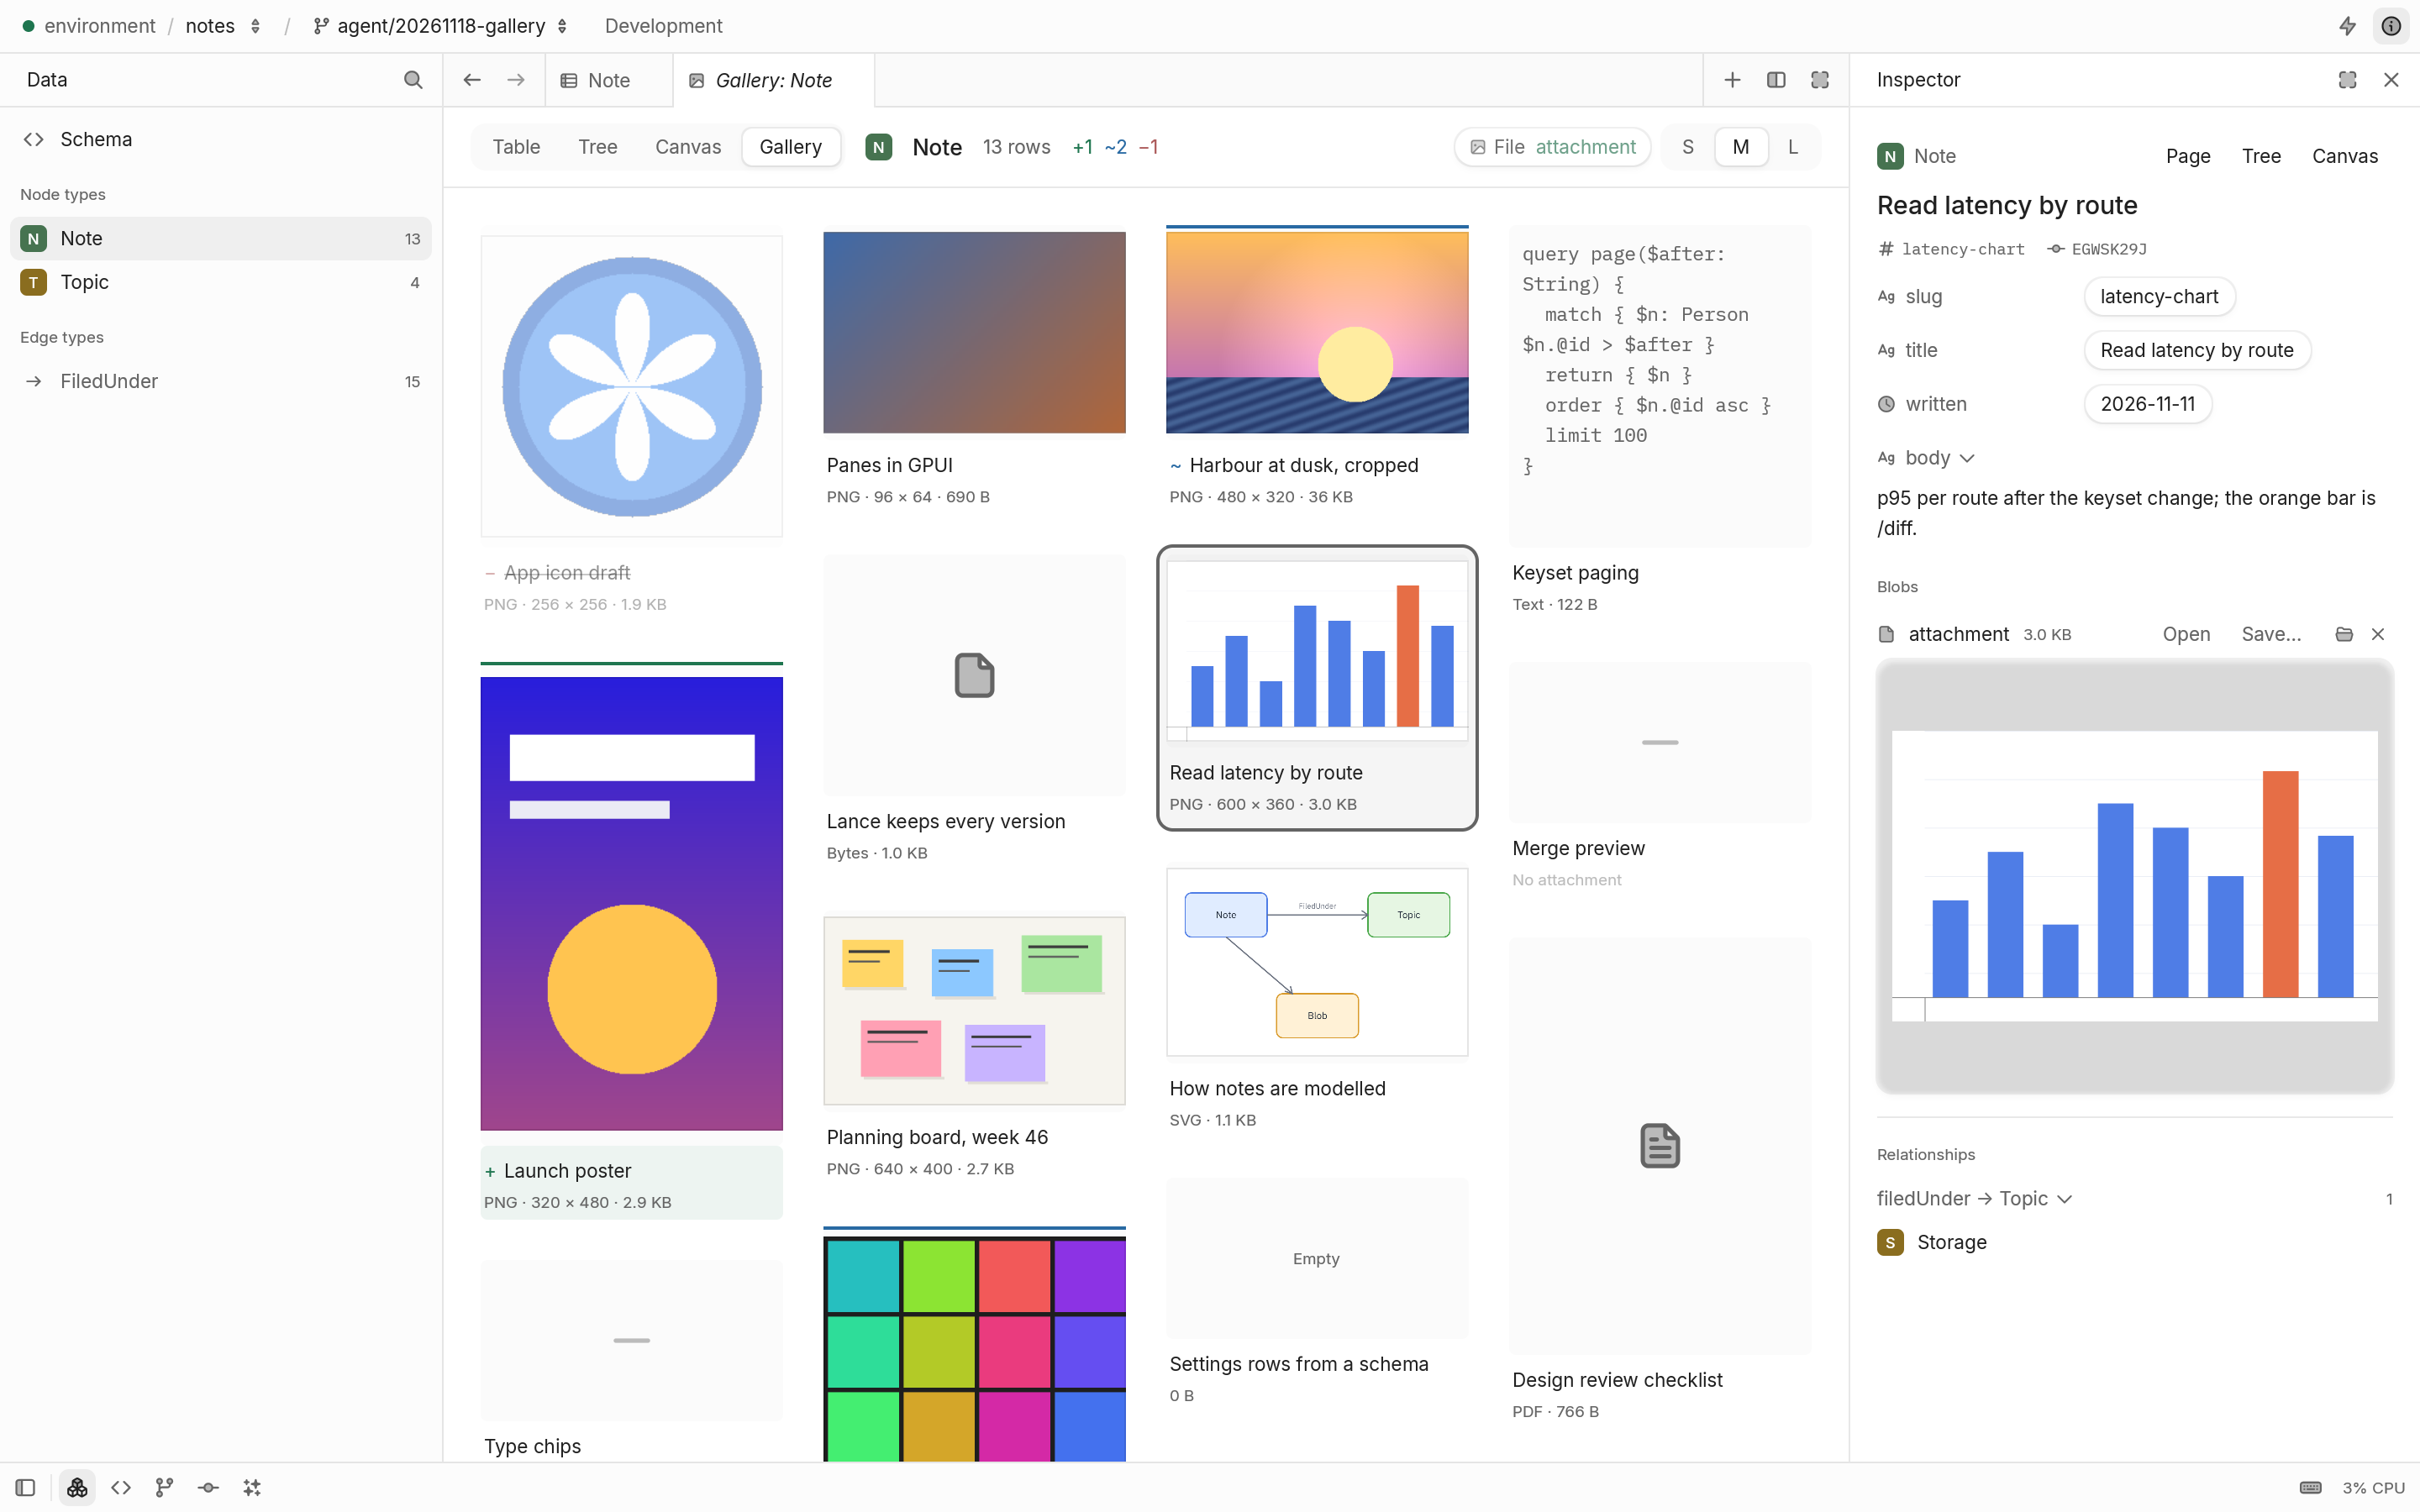 environment / notes / agent/20261118-gallery Development
Data
Schema
Node types
N Note 13
T Topic 4
Edge types
FiledUnder 15
Note
Gallery: Note
Table Tree Canvas Gallery
N Note 13 rows +1 ~2 −1
File attachment
S M L
− App icon draft
PNG · 256 × 256 · 1.9 KB
+ Launch poster
PNG · 320 × 480 · 2.9 KB
Type chips
Panes in GPUI
PNG · 96 × 64 · 690 B
Lance keeps every version
Bytes · 1.0 KB
Planning board, week 46
PNG · 640 × 400 · 2.7 KB
~ Harbour at dusk, cropped
PNG · 480 × 320 · 36 KB
Read latency by route
PNG · 600 × 360 · 3.0 KB
Note
FiledUnder
Topic
Blob
How notes are modelled
SVG · 1.1 KB
Empty
Settings rows from a schema
0 B
query page($after:
String) {
match { $n: Person
$n.@id > $after }
return { $n }
order { $n.@id asc }
limit 100
}
Keyset paging
Text · 122 B
Merge preview
No attachment
Design review checklist
PDF · 766 B
Inspector
N Note
Page Tree Canvas
Read latency by route
# latency-chart EGWSK29J
Ag slug latency-chart
Ag title Read latency by route
written 2026-11-11
Ag body
p95 per route after the keyset change; the orange bar is
/diff.
Blobs
attachment 3.0 KB Open Save...
Relationships
filedUnder → Topic 1
S Storage
3% CPU